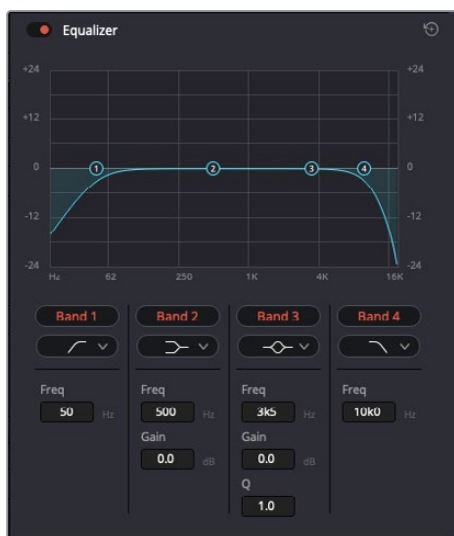 Equalizer
+24 +24
+12 +12
0 1 2 3 4 0
-12 -12
-24 -24
Hz 62 250 1K 4K 16K
Band 1 Band 2 Band 3 Band 4
Freq Freq Freq Freq
50 Hz 500 Hz 3k5 Hz 10k0 Hz
Gain Gain
0.0 dB 0.0 dB
Q
1.0